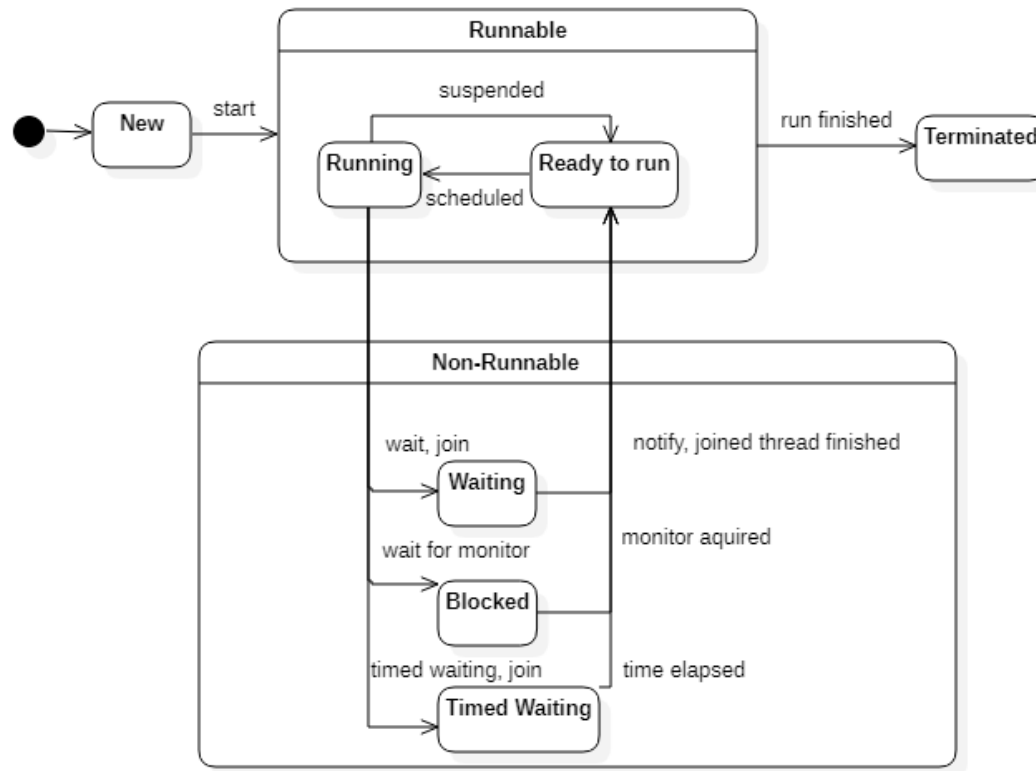 Runnable
suspended
New
start
run finished
Terminated
Running
Ready to run
scheduled
Non-Runnable
wait, join
notify, joined thread finished
Waiting
monitor aquired
wait for monitor
Blocked
timed waiting, join
time elapsed
Timed Waiting